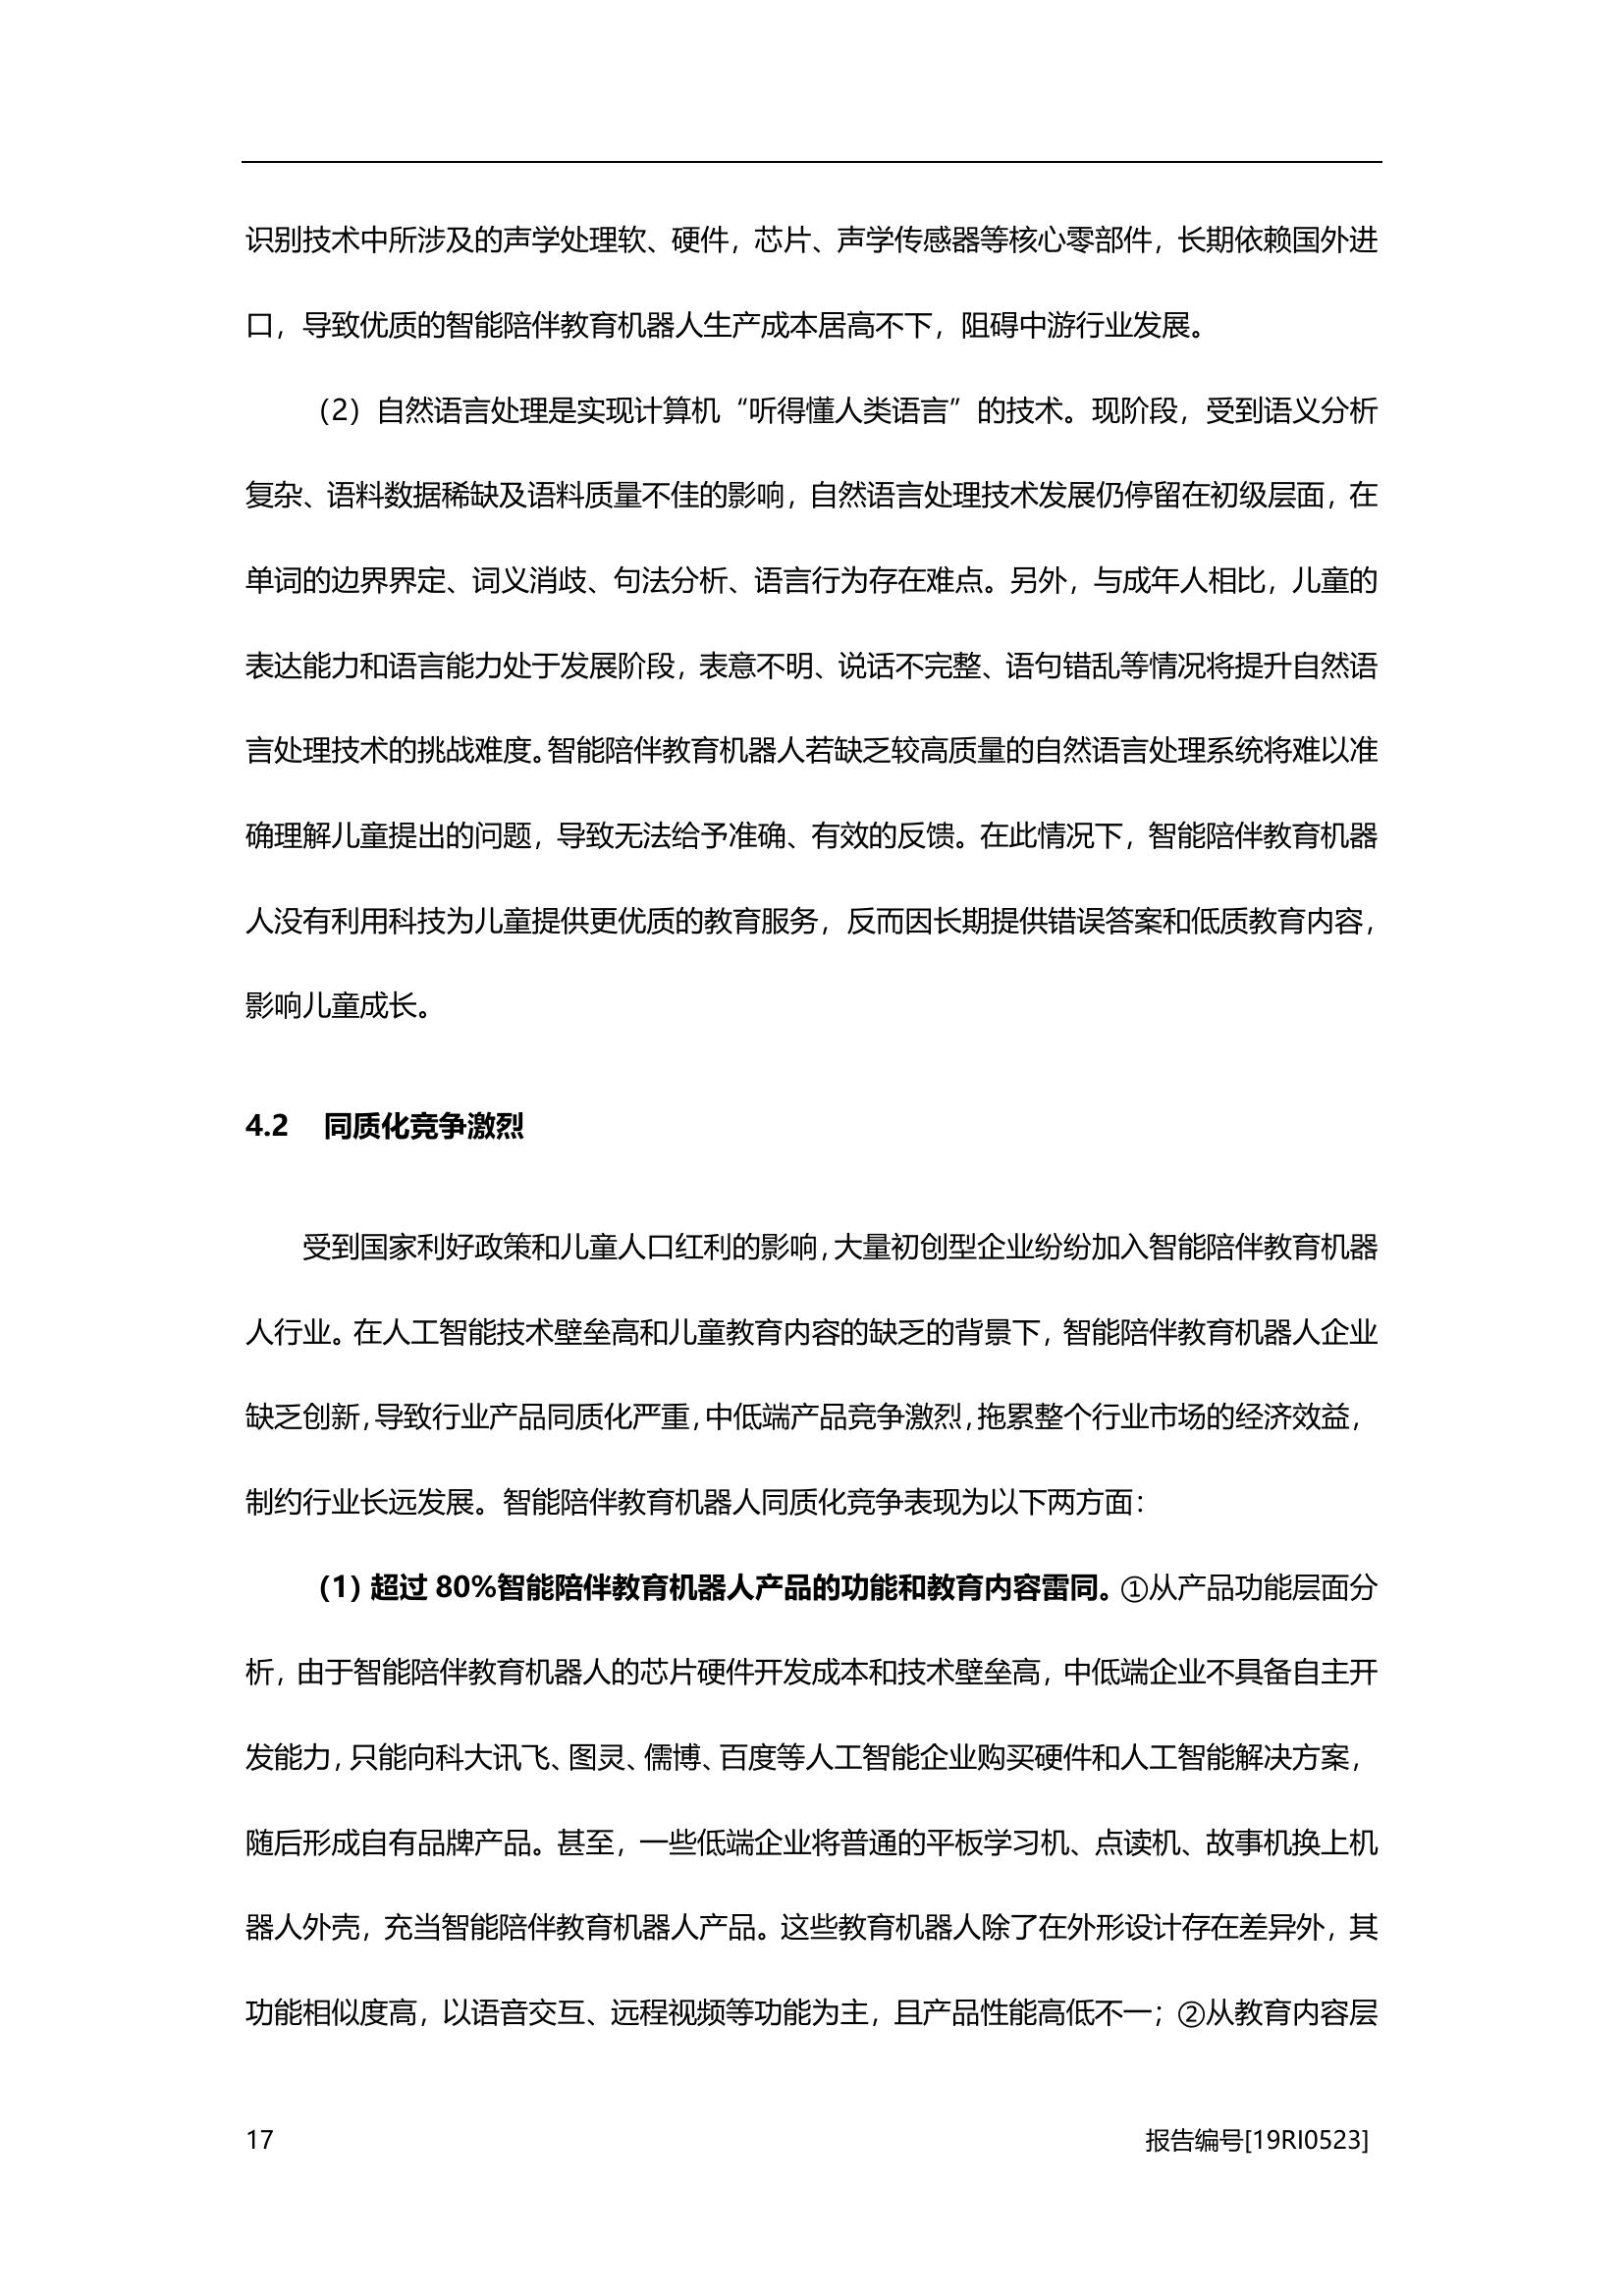 识别技术中所涉及的声学处理软、硬件，芯片、声学传感器等核心零部件，长期依赖国外进
口，导致优质的智能陪伴教育机器人生产成本居高不下，阻碍中游行业发展。
（2）自然语言处理是实现计算机“听得懂人类语言”的技术。现阶段，受到语义分析
复杂、语料数据稀缺及语料质量不佳的影响，自然语言处理技术发展仍停留在初级层面，在
单词的边界界定、词义消歧、句法分析、语言行为存在难点。另外，与成年人相比，儿童的
表达能力和语言能力处于发展阶段，表意不明、说话不完整、语句错乱等情况将提升自然语
言处理技术的挑战难度。智能陪伴教育机器人若缺乏较高质量的自然语言处理系统将难以准
确理解儿童提出的问题，导致无法给予准确、有效的反馈。在此情况下，智能陪伴教育机器
人没有利用科技为儿童提供更优质的教育服务，反而因长期提供错误答案和低质教育内容，
影响儿童成长。
4.2 同质化竞争激烈
受到国家利好政策和儿童人口红利的影响，大量初创型企业纷纷加入智能陪伴教育机器
人行业。在人工智能技术壁垒高和儿童教育内容的缺乏的背景下，智能陪伴教育机器人企业
缺乏创新，导致行业产品同质化严重，中低端产品竞争激烈，拖累整个行业市场的经济效益，
制约行业长远发展。智能陪伴教育机器人同质化竞争表现为以下两方面：
（1）超过 80%智能陪伴教育机器人产品的功能和教育内容雷同。①从产品功能层面分
析，由于智能陪伴教育机器人的芯片硬件开发成本和技术壁垒高，中低端企业不具备自主开
发能力，只能向科大讯飞、图灵、儒博、百度等人工智能企业购买硬件和人工智能解决方案，
随后形成自有品牌产品。甚至，一些低端企业将普通的平板学习机、点读机、故事机换上机
器人外壳，充当智能陪伴教育机器人产品。这些教育机器人除了在外形设计存在差异外，其
功能相似度高，以语音交互、远程视频等功能为主，且产品性能高低不一；②从教育内容层
17 报告编号[19RI0523]